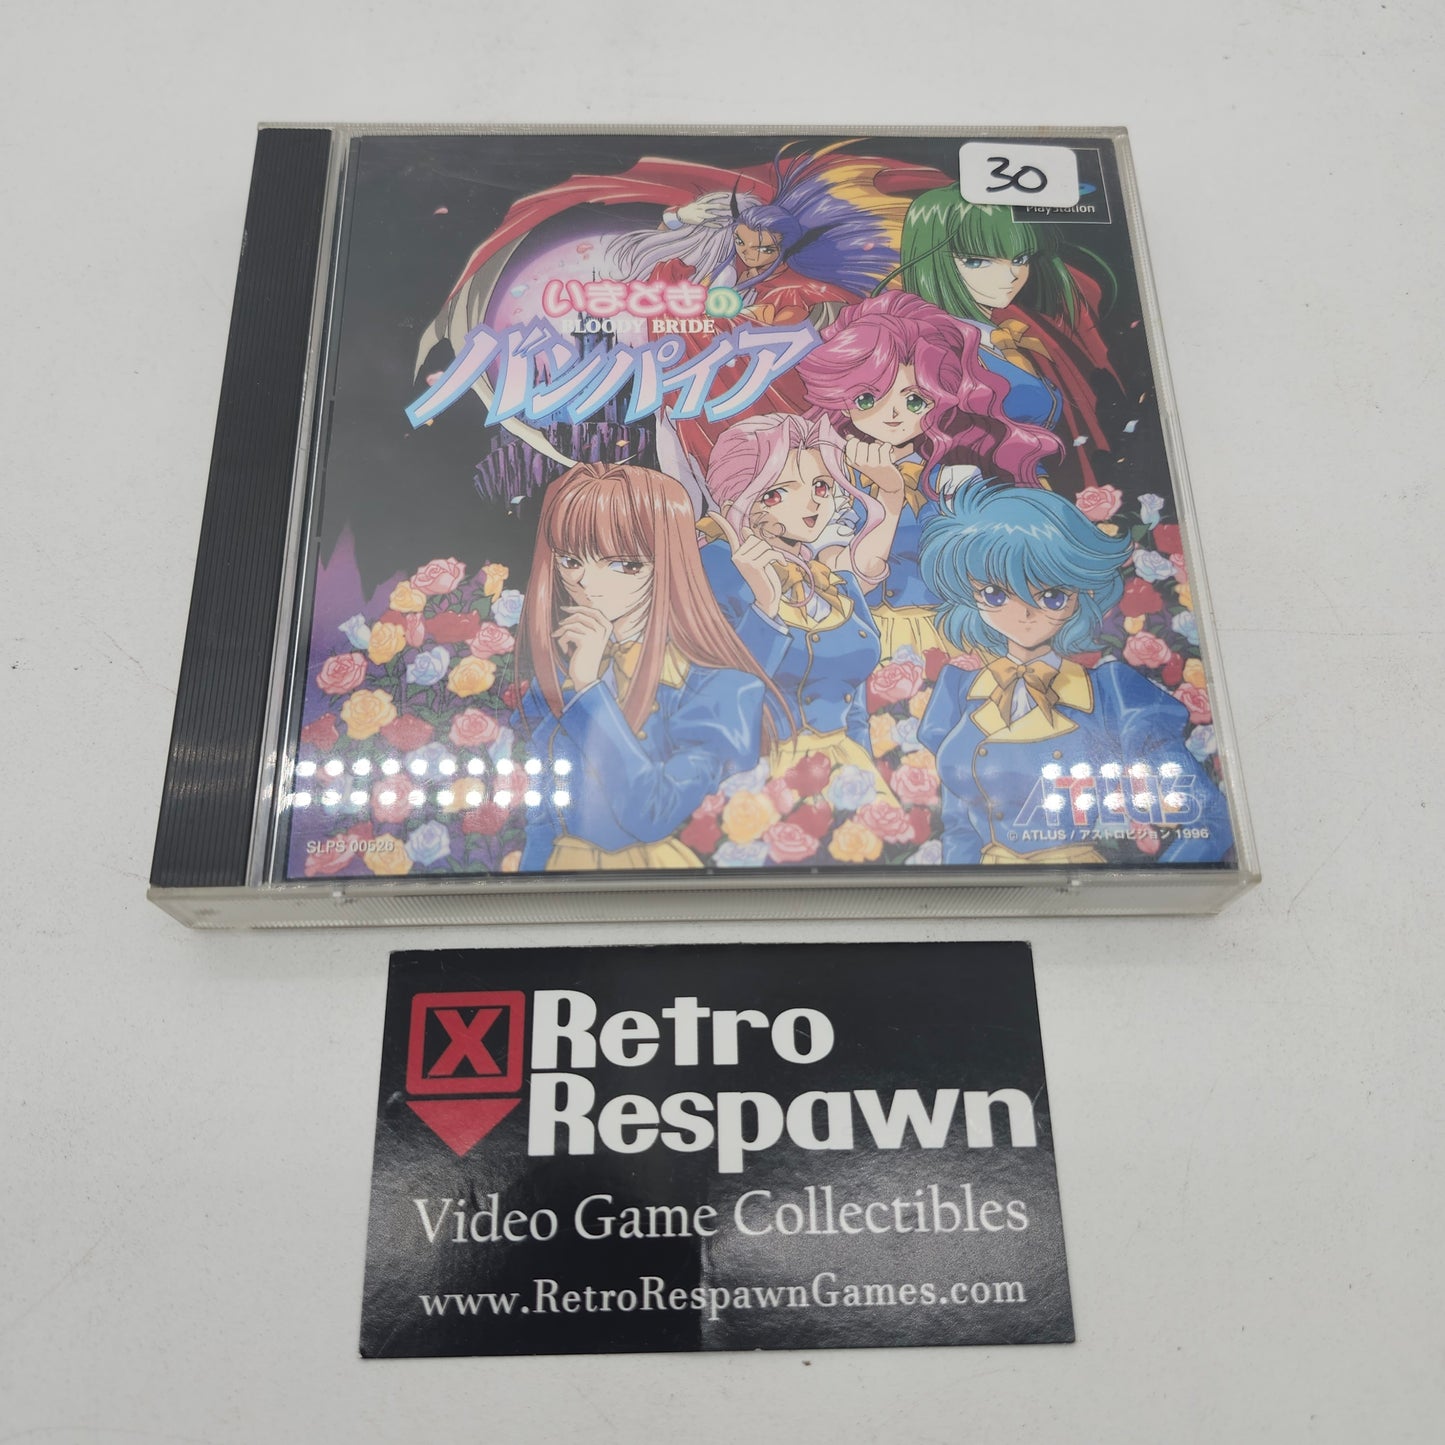 30
PlayStation
いまどきの
BLOODY BRIDE
バンパイア
ATLUS
SLPS 00526
© ATLUS / アストロビジョン 1996
X Retro
Respawn
Video Game Collectibles
www.RetroRespawnGames.com